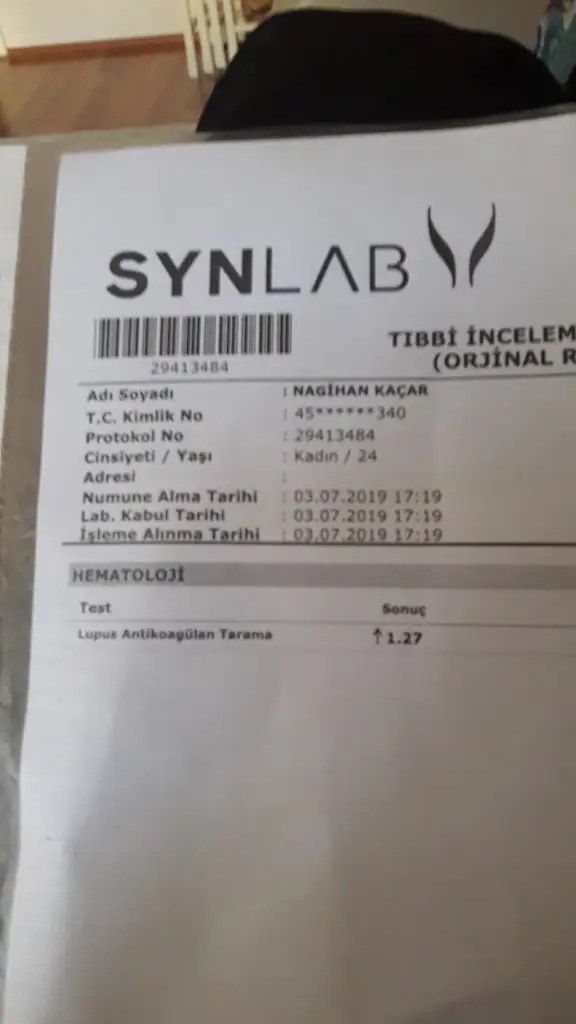 SYNLAB
29413484
TIBBİ İNCELEM
(ORJİNAL R
Adı Soyadı : NAGİHAN KAÇAR
T.C. Kimlik No : 45******340
Protokol No : 29413484
Cinsiyeti / Yaşı : Kadın / 24
Adresi :
Numune Alma Tarihi : 03.07.2019 17:19
Lab. Kabul Tarihi : 03.07.2019 17:19
İşleme Alınma Tarihi : 03.07.2019 17:19
HEMATOLOJİ
Test Sonuç
Lupus Antikoagülan Tarama ↑ 1.27